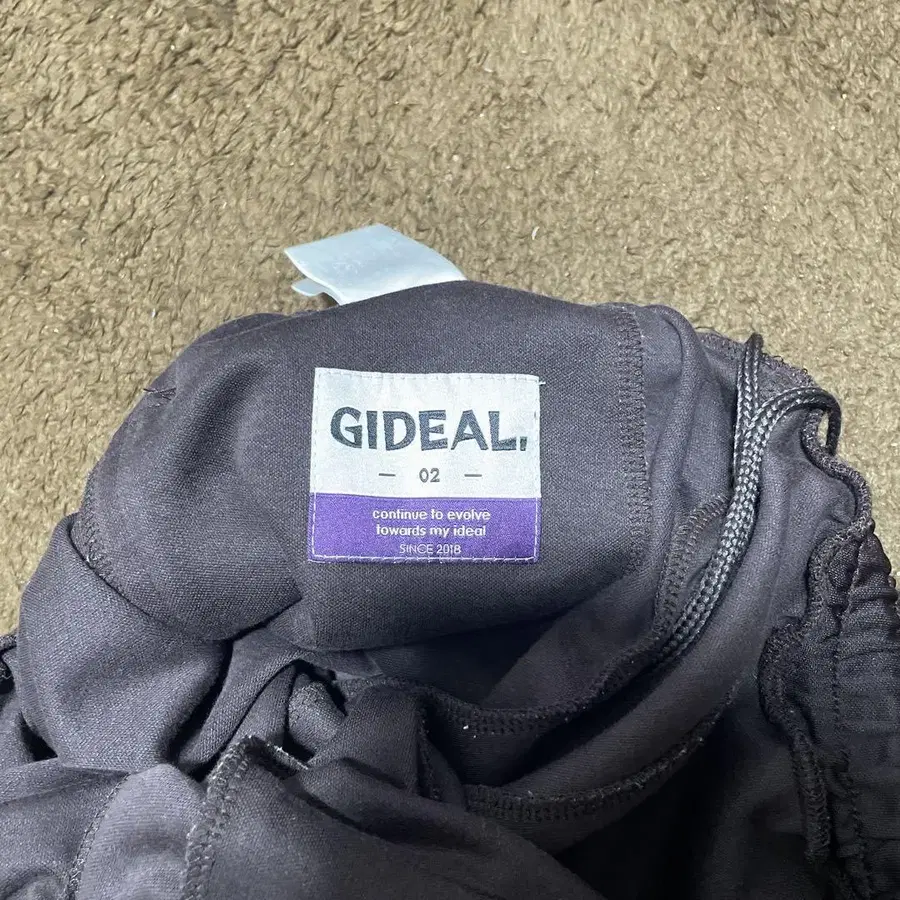 GIDEAL.
— 02 —
continue to evolve
towards my ideal
SINCE 2018